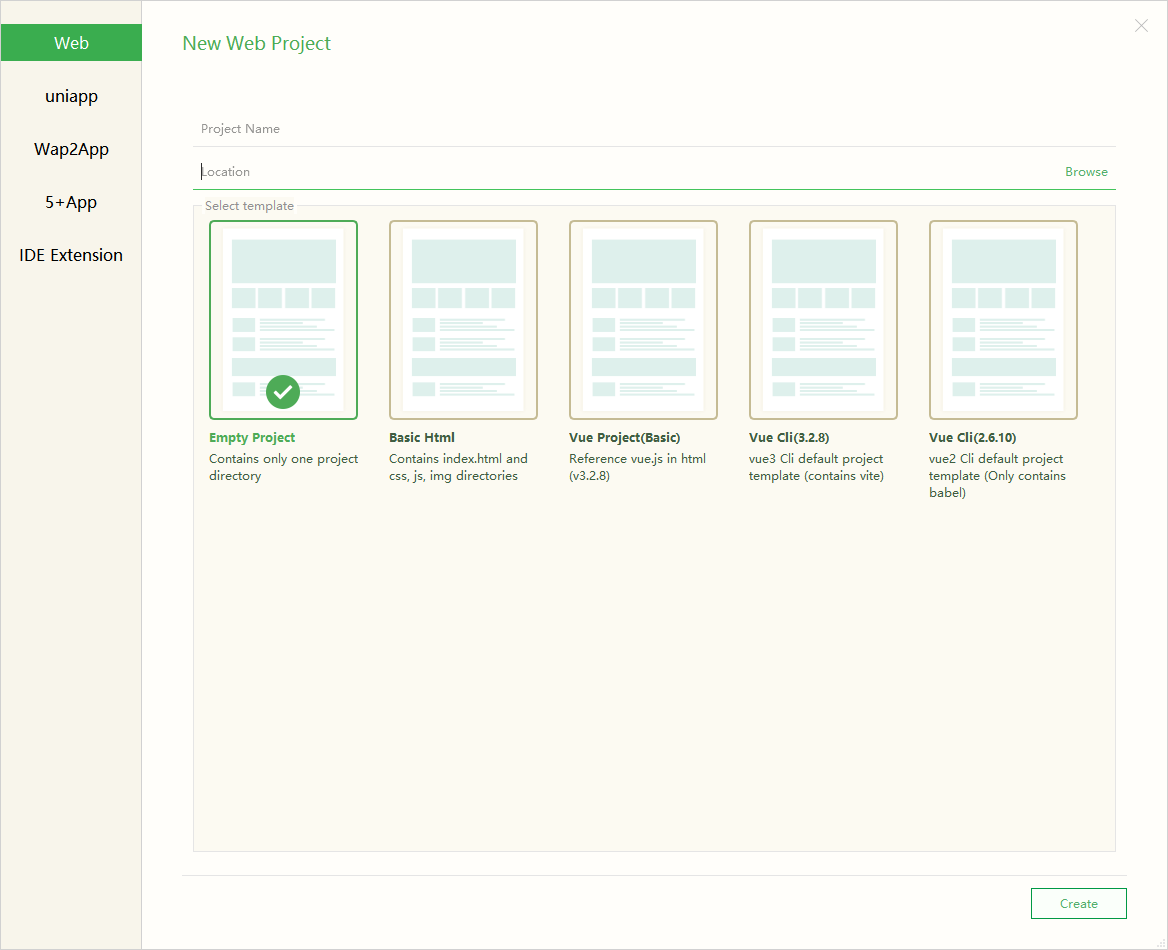 Web
uniapp
Wap2App
5+App
IDE Extension
New Web Project
Project Name
Location
Browse
Select template
Empty Project
Contains only one project
directory
Basic Html
Contains index.html and
css, js, img directories
Vue Project(Basic)
Reference vue.js in html
(v3.2.8)
Vue Cli(3.2.8)
vue3 Cli default project
template (contains vite)
Vue Cli(2.6.10)
vue2 Cli default project
template (Only contains
babel)
Create